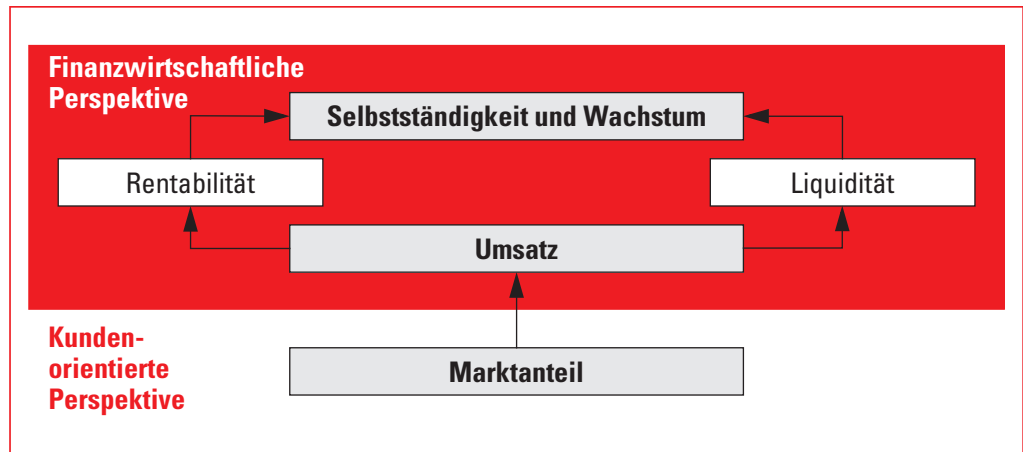 Finanzwirtschaftliche
Perspektive
Selbstständigkeit und Wachstum
Rentabilität
Liquidität
Umsatz
Kunden-
orientierte
Perspektive
Marktanteil